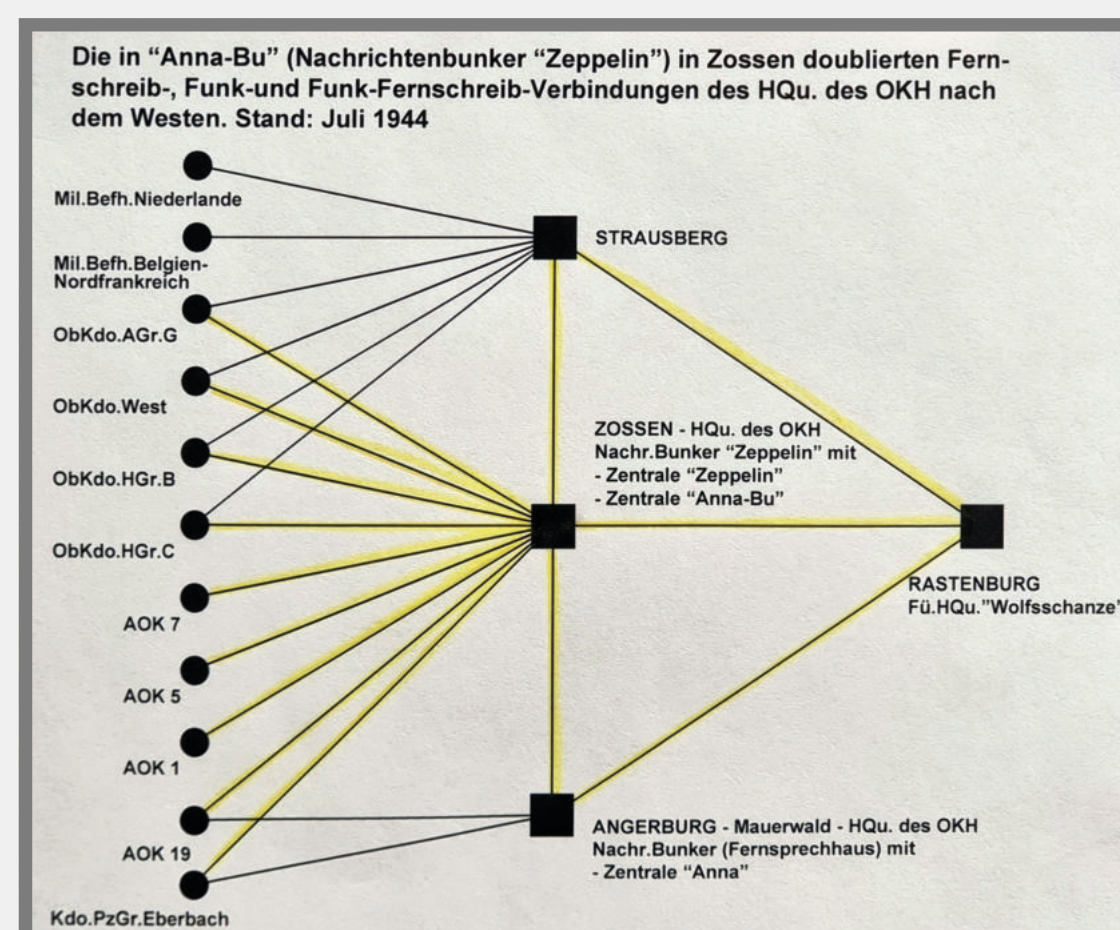 Die in “Anna-Bu” (Nachrichtenbunker “Zeppelin”) in Zossen doublierten Fern-
schreib-, Funk-und Funk-Fernschreib-Verbindungen des HQu. des OKH nach
dem Westen. Stand: Juli 1944
Mil.Befh.Niederlande
Mil.Befh.Belgien-
Nordfrankreich
ObKdo.AGr.G
ObKdo.West
ObKdo.HGr.B
ObKdo.HGr.C
AOK 7
AOK 5
AOK 1
AOK 19
Kdo.PzGr.Eberbach
STRAUSBERG
ZOSSEN - HQu. des OKH
Nachr.Bunker “Zeppelin” mit
- Zentrale “Zeppelin”
- Zentrale “Anna-Bu”
RASTENBURG
Fü.HQu.”Wolfsschanze”
ANGERBURG - Mauerwald - HQu. des OKH
Nachr.Bunker (Fernsprechhaus) mit
- Zentrale “Anna”